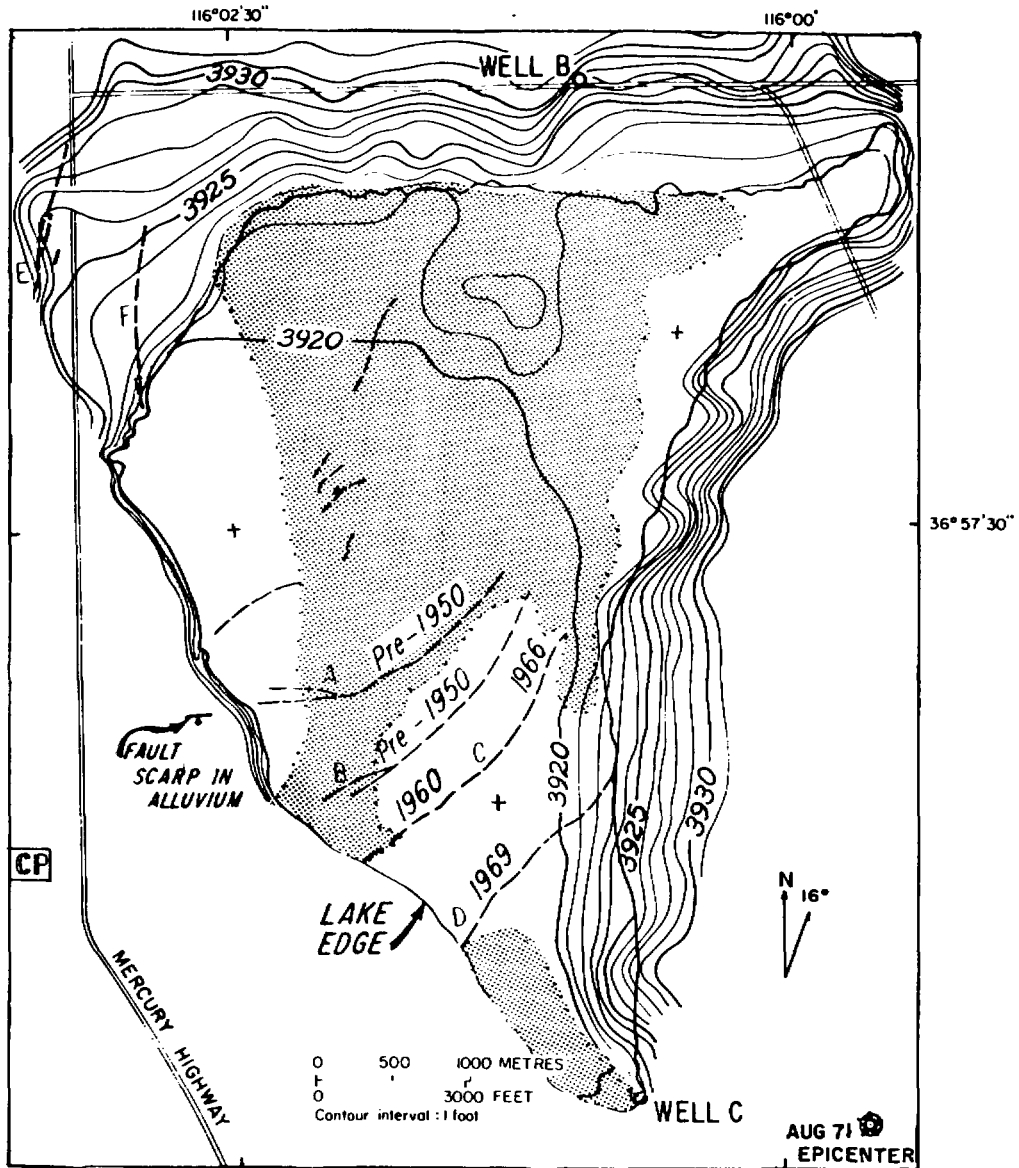 116°02'30" 116°00'
WELL B
3930
3925
E
F
3920
36°57'30"
Pre-1950
A
1966
Pre-1950
FAULT
SCARP IN
ALLUVIUM
B
C
1960
3920
3925
3930
CP
1969
D
LAKE
EDGE
N
16°
MERCURY HIGHWAY
0 500 1000 METRES
0 3000 FEET
Contour interval : 1 foot
WELL C
AUG 71
EPICENTER